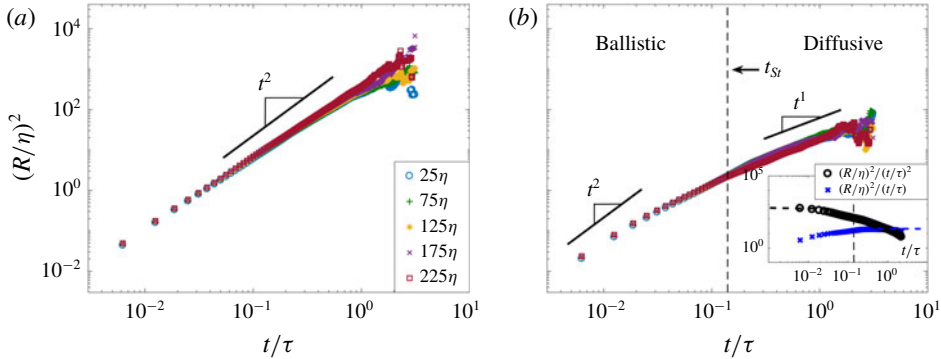 (a)
10^4
10^2
10^0
10^{-2}
(R/η)^2
t^2
25η
75η
125η
175η
225η
10^{-2}
10^{-1}
10^0
10^1
t/τ
(b)
Ballistic
Diffusive
t_{St}
t^1
t^2
(R/η)^2/(t/τ)^2
(R/η)^2/(t/τ)
10^5
10^0
t/τ
10^{-2}
10^{-1}
10^0
10^{-2}
10^{-1}
10^0
10^1
t/τ